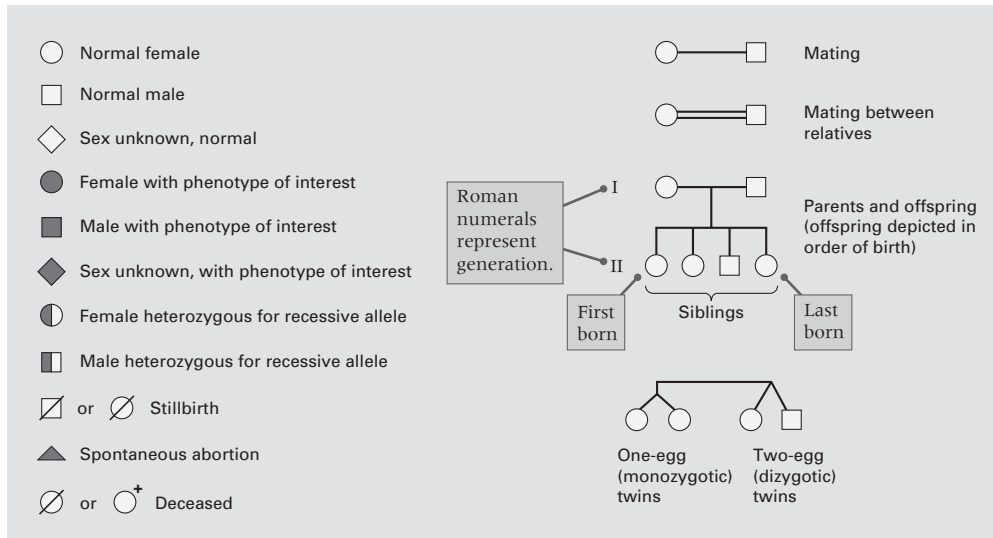 Normal female
Normal male
Sex unknown, normal
Female with phenotype of interest
Male with phenotype of interest
Sex unknown, with phenotype of interest
Female heterozygous for recessive allele
Male heterozygous for recessive allele
or
Stillbirth
Spontaneous abortion
or
+
Deceased
Mating
Mating between
relatives
Roman
numerals
represent
generation.
I
II
Parents and offspring
(offspring depicted in
order of birth)
First
born
Siblings
Last
born
One-egg
(monozygotic)
twins
Two-egg
(dizygotic)
twins